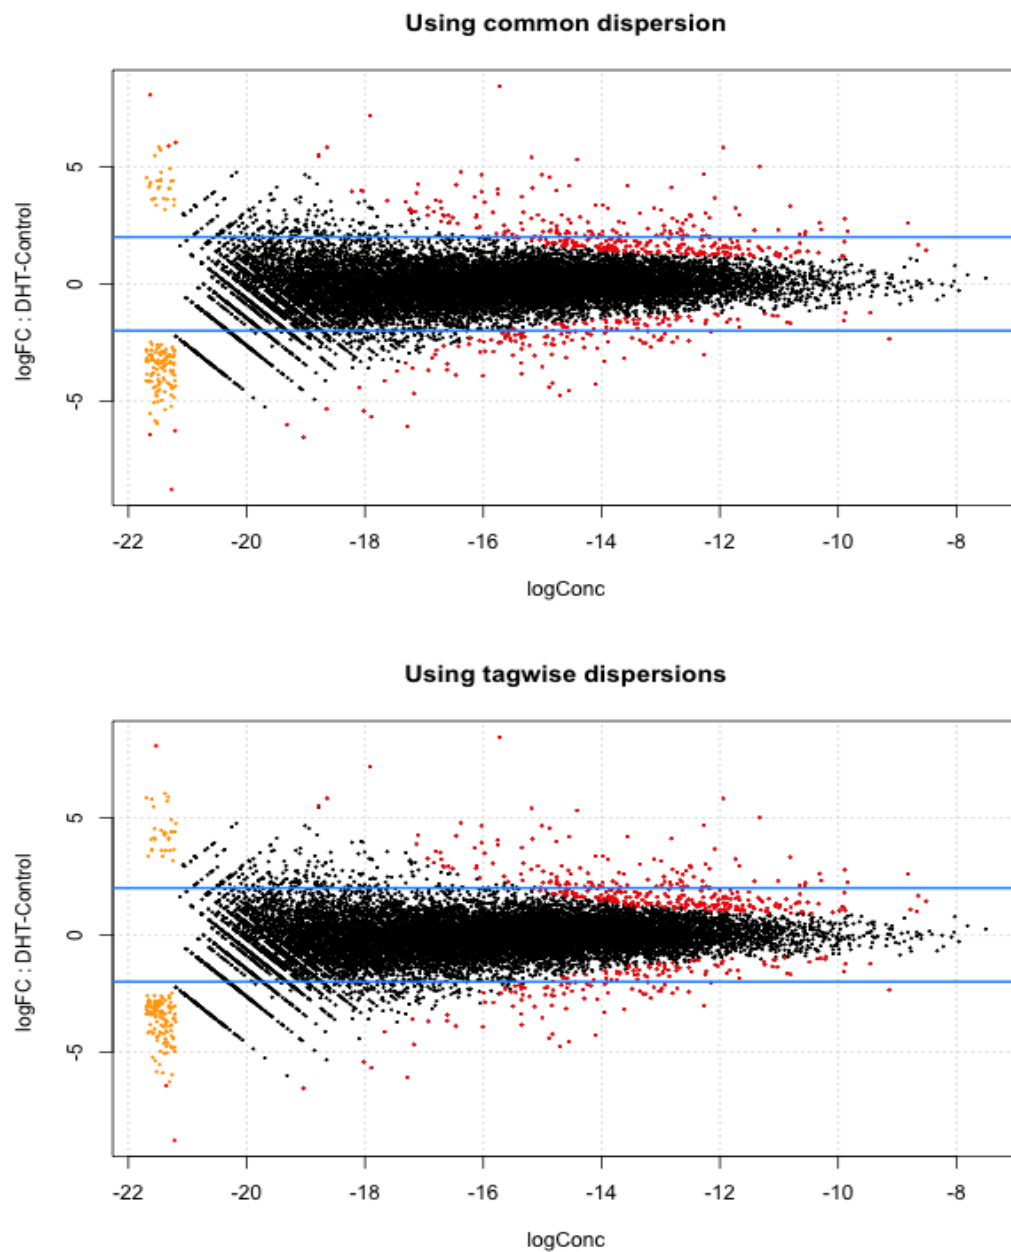 Using common dispersion
logFC : DHT-Control
5
0
-5
-22 -20 -18 -16 -14 -12 -10 -8
logConc
Using tagwise dispersions
logFC : DHT-Control
5
0
-5
-22 -20 -18 -16 -14 -12 -10 -8
logConc